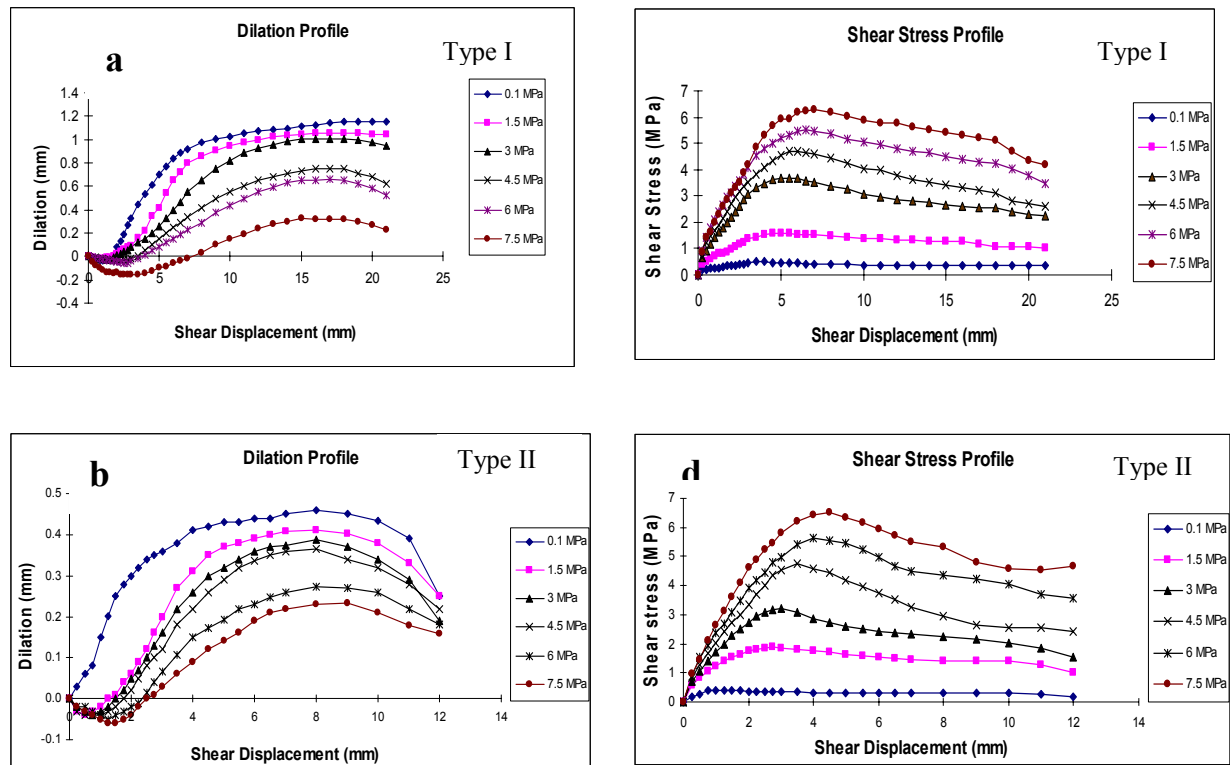 Dilation Profile
a
Type I
Dilation (mm)
1.4
1.2
1
0.8
0.6
0.4
0.2
0
-0.2
-0.4
0
5
10
15
20
25
Shear Displacement (mm)
0.1 MPa
1.5 MPa
3 MPa
4.5 MPa
6 MPa
7.5 MPa
Shear Stress Profile
Type I
Shear Stress (MPa)
7
6
5
4
3
2
1
0
0
5
10
15
20
25
Shear Displacement (mm)
0.1 MPa
1.5 MPa
3 MPa
4.5 MPa
6 MPa
7.5 MPa
b
Dilation Profile
Type II
Dilation (mm)
0.5
0.4
0.3
0.2
0.1
0.0
-0.1
0
2
4
6
8
10
12
14
Shear Displacement (mm)
0.1 MPa
1.5 MPa
3 MPa
4.5 MPa
6 MPa
7.5 MPa
d
Shear Stress Profile
Type II
Shear stress (MPa)
7
6
5
4
3
2
1
0
0
2
4
6
8
10
12
14
Shear Displacement (mm)
0.1 MPa
1.5 MPa
3 MPa
4.5 MPa
6 MPa
7.5 MPa